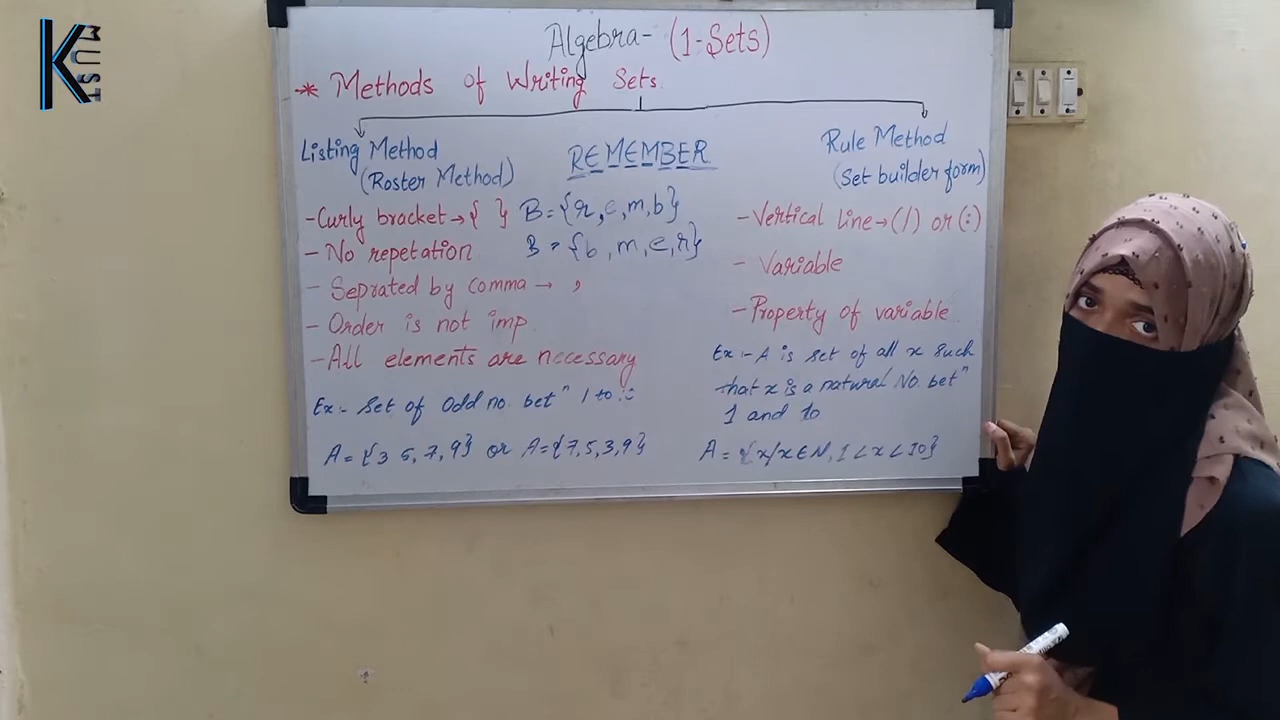 K MUST
Algebra- (1-Sets)
* Methods of Writing Sets.
Listing Method
(Roster Method)
- Curly bracket → { }
- No repetation
- Seprated by comma → ,
- Order is not imp.
- All elements are necessary
Ex:- Set of Odd no. betⁿ 1 to
A = {3 5, 7, 9} or A = {7, 5, 3, 9}
REMEMBER
B = {r, e, m, b}
B = {b, m, e, r}
Rule Method
(Set builder form)
- Vertical line → (/) or (:)
- Variable
- Property of variable
Ex:- A is set of all x such
that x is a natural No. betⁿ
1 and 10
A = {x/x ∈ N, 1 < x < 10}